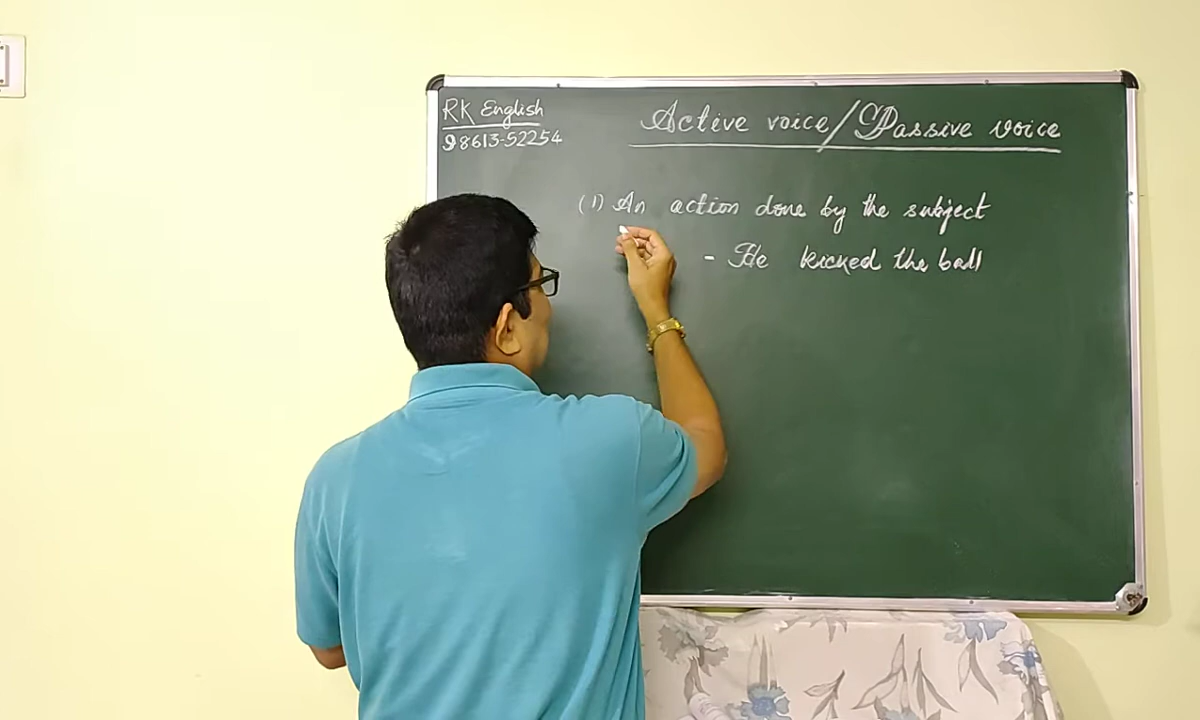 RK English
98613-52254
Active voice/Passive voice
(1) An action done by the subject
- He kicked the ball